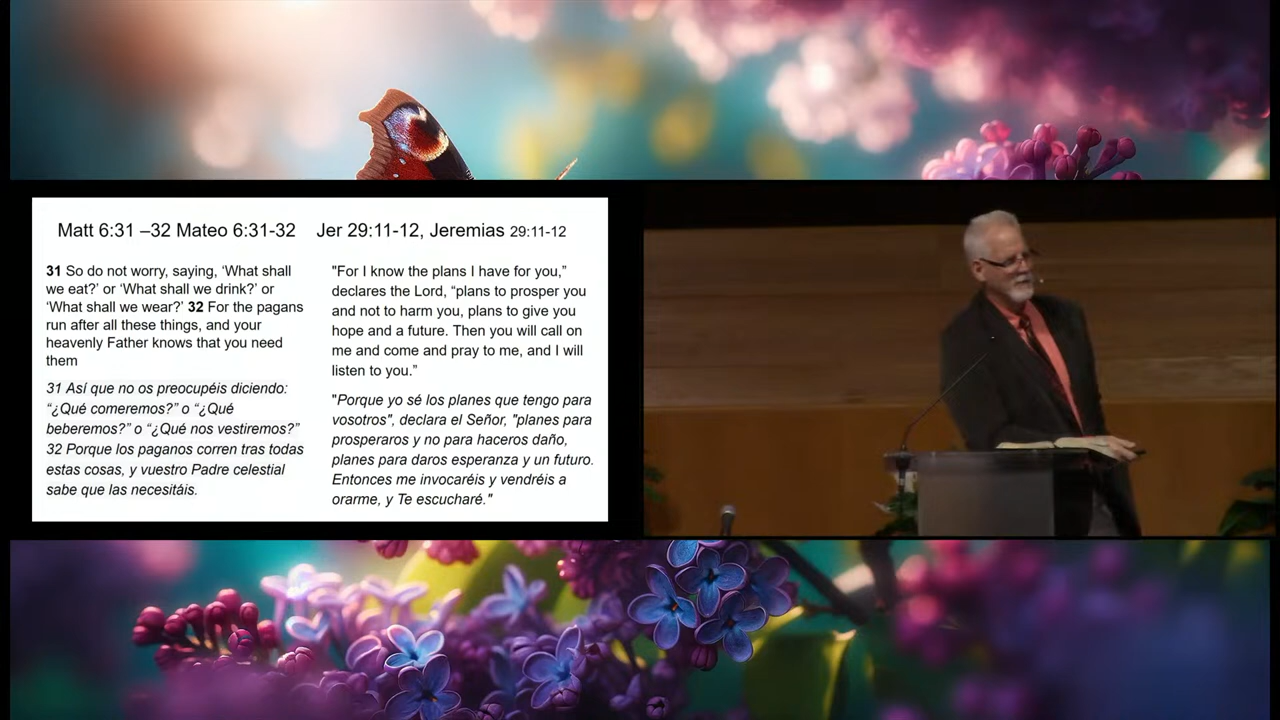 Matt 6:31 –32 Mateo 6:31-32 Jer 29:11-12, Jeremias 29:11-12
31 So do not worry, saying, ‘What shall
we eat?’ or ‘What shall we drink?’ or
‘What shall we wear?’ 32 For the pagans
run after all these things, and your
heavenly Father knows that you need
them
31 Así que no os preocupéis diciendo:
“¿Qué comeremos?” o “¿Qué
beberemos?” o “¿Qué nos vestiremos?”
32 Porque los paganos corren tras todas
estas cosas, y vuestro Padre celestial
sabe que las necesitáis.
"For I know the plans I have for you,”
declares the Lord, “plans to prosper you
and not to harm you, plans to give you
hope and a future. Then you will call on
me and come and pray to me, and I will
listen to you.”
"Porque yo sé los planes que tengo para
vosotros", declara el Señor, "planes para
prosperaros y no para haceros daño,
planes para daros esperanza y un futuro.
Entonces me invocaréis y vendréis a
orarme, y Te escucharé."